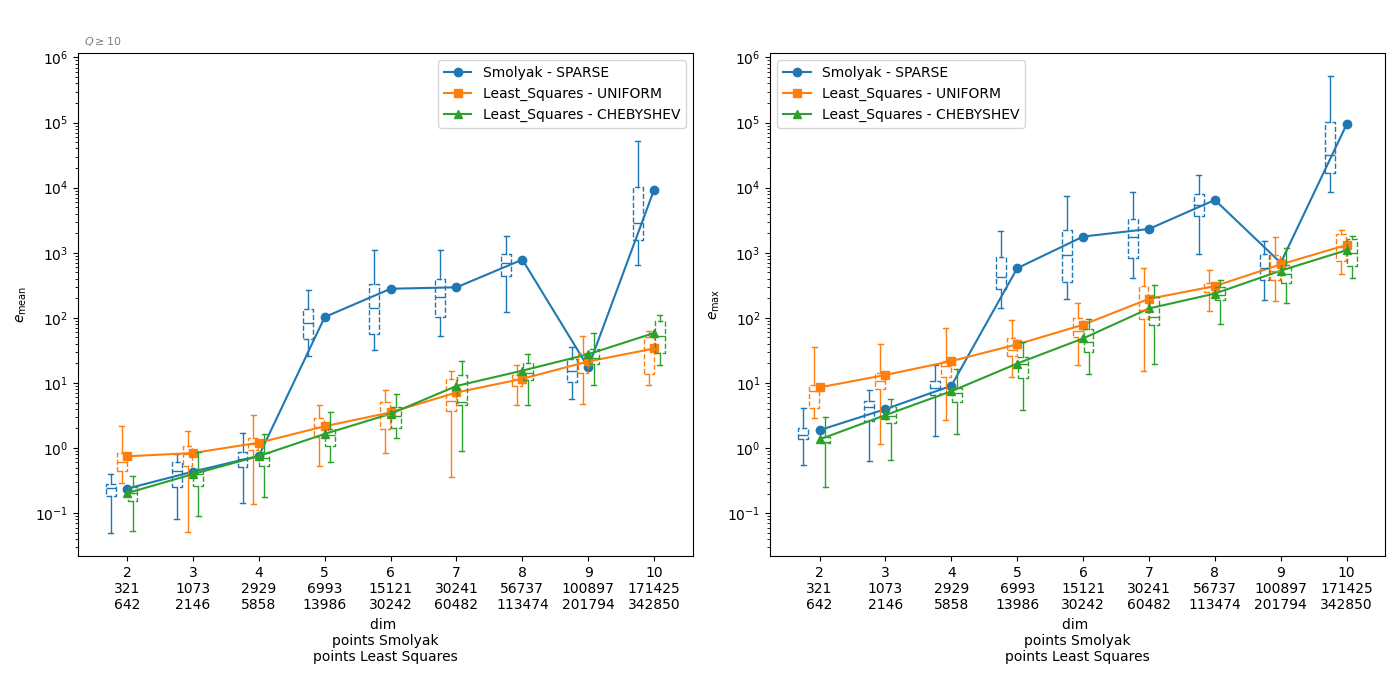 Q ≥ 10
10^6
10^5
10^4
10^3
10^2
10^1
10^0
10^-1
e_mean
Smolyak - SPARSE
Least_Squares - UNIFORM
Least_Squares - CHEBYSHEV
2 3 4 5 6 7 8 9 10
321 1073 2929 6993 15121 30241 56737 100897 171425
642 2146 5858 13986 30242 60482 113474 201794 342850
dim
points Smolyak
points Least Squares
10^6
10^5
10^4
10^3
10^2
10^1
10^0
10^-1
e_max
Smolyak - SPARSE
Least_Squares - UNIFORM
Least_Squares - CHEBYSHEV
2 3 4 5 6 7 8 9 10
321 1073 2929 6993 15121 30241 56737 100897 171425
642 2146 5858 13986 30242 60482 113474 201794 342850
dim
points Smolyak
points Least Squares